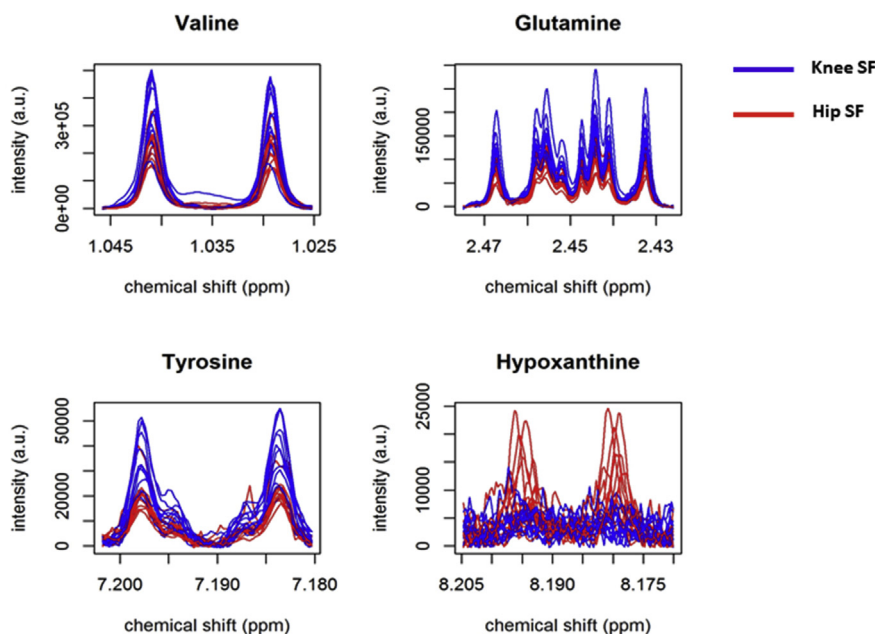 Valine
intensity (a.u.)
3e+05
0e+00
1.045
1.035
1.025
chemical shift (ppm)
Glutamine
intensity (a.u.)
150000
0
2.47
2.45
2.43
chemical shift (ppm)
Knee SF
Hip SF
Tyrosine
intensity (a.u.)
50000
20000
0
7.200
7.190
7.180
chemical shift (ppm)
Hypoxanthine
intensity (a.u.)
25000
10000
0
8.205
8.190
8.175
chemical shift (ppm)